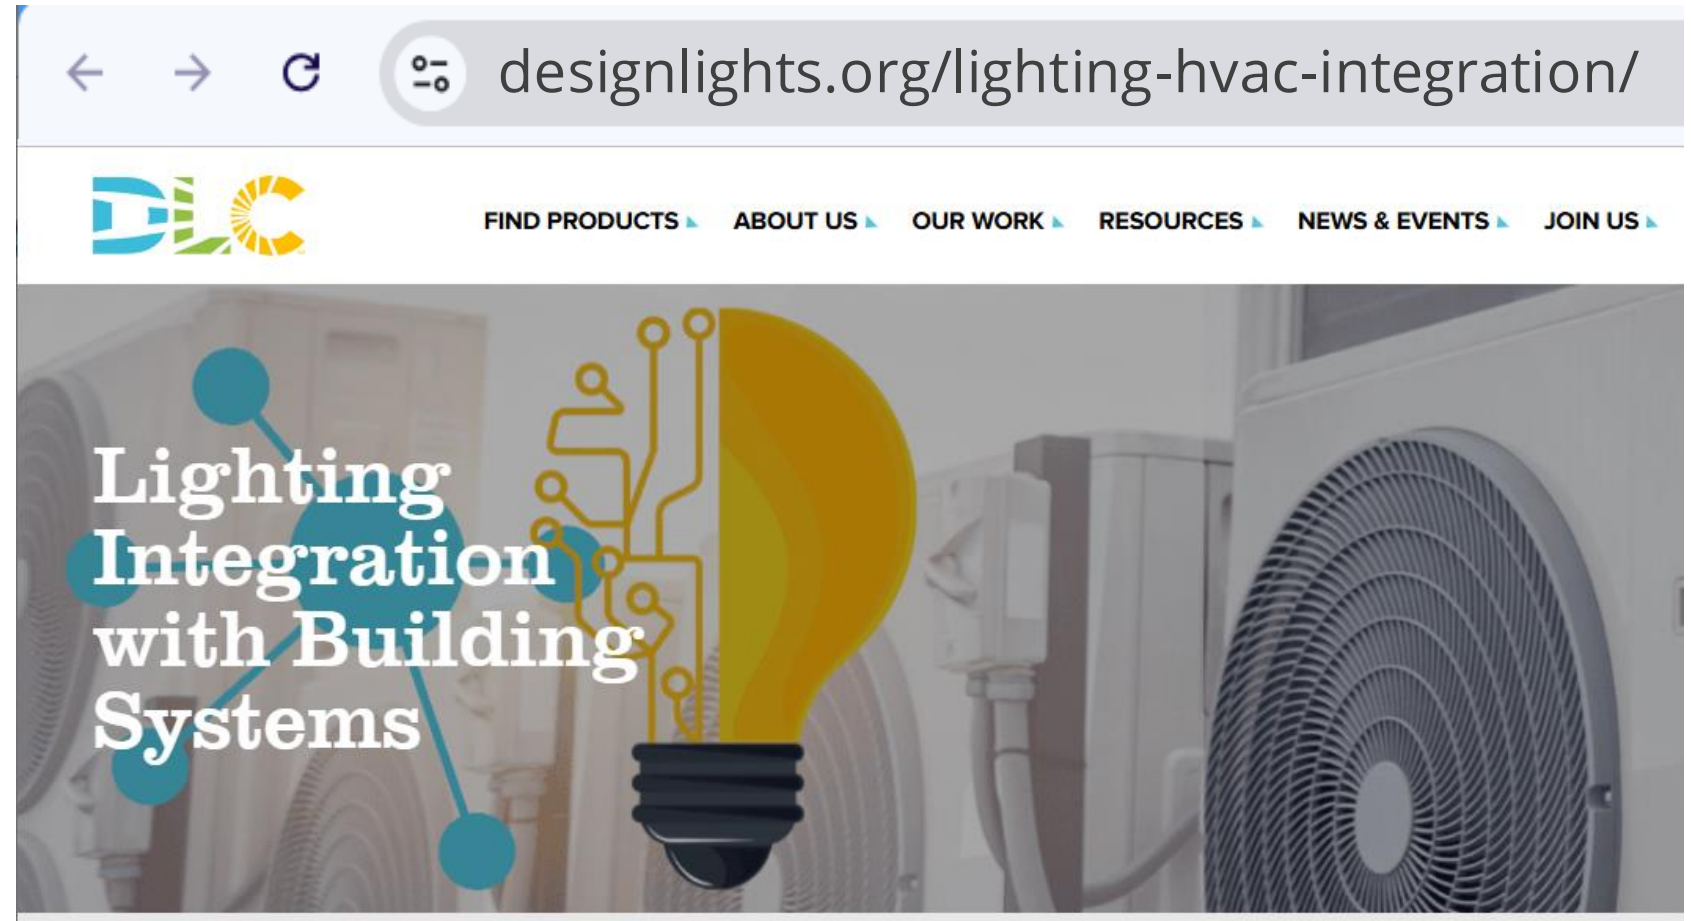 designlights.org/lighting-hvac-integration/
DLC
FIND PRODUCTS ABOUT US OUR WORK RESOURCES NEWS & EVENTS JOIN US
Lighting
Integration
with Building
Systems